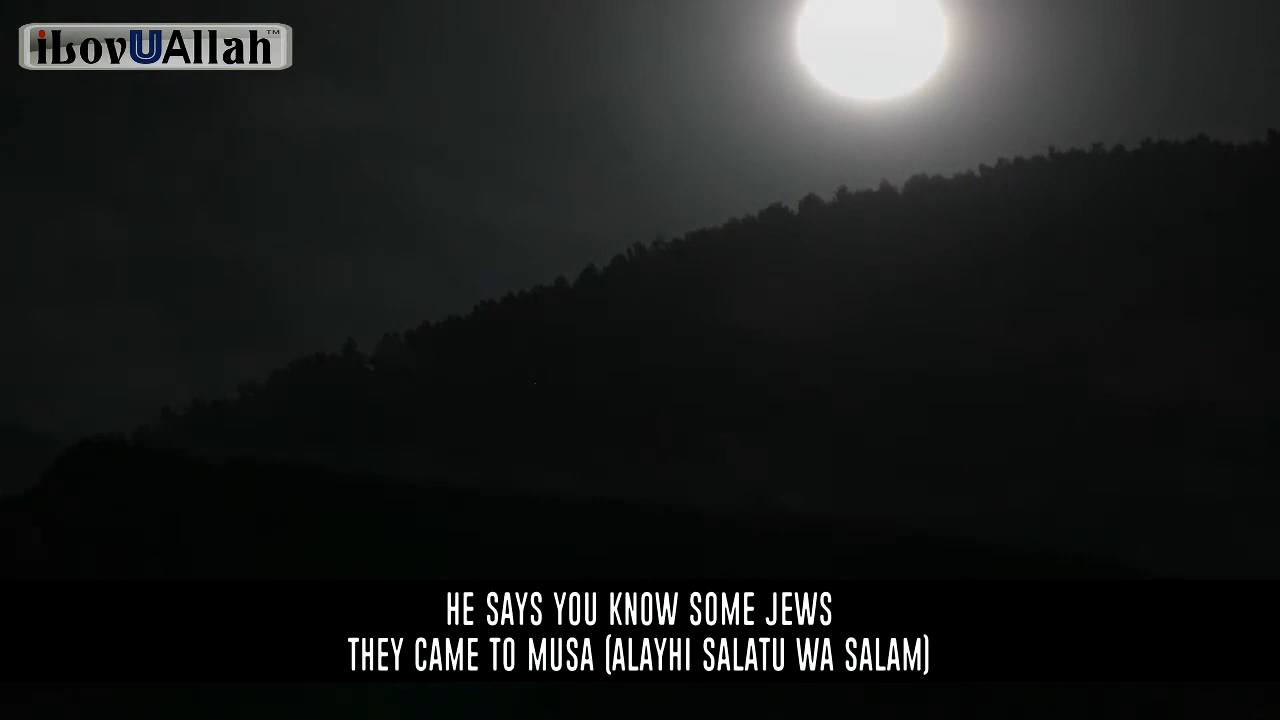 iLovUAllah™
HE SAYS YOU KNOW SOME JEWS
THEY CAME TO MUSA (ALAYHI SALATU WA SALAM)